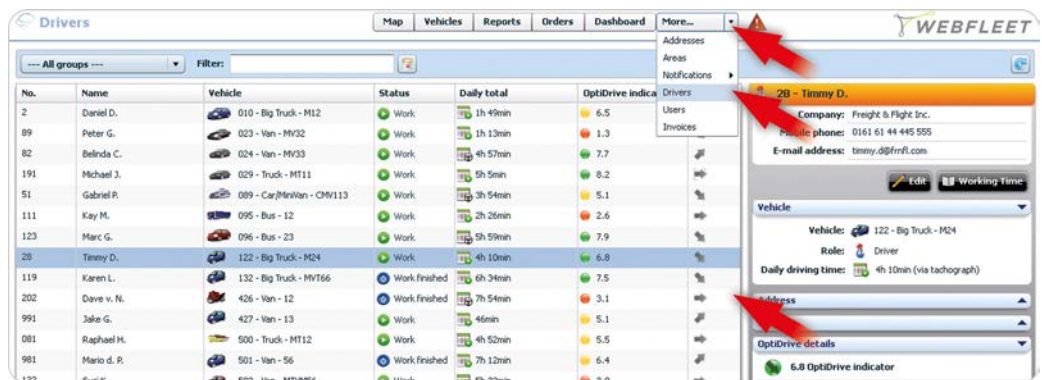 Drivers
Map Vehicles Reports Orders Dashboard More...
WEBFLEET
Addresses
Areas
Notifications
Drivers
Users
Invoices
--- All groups --- Filter:
No. Name Vehicle Status Daily total OptiDrive indica
2 Daniel D. 010 - Big Truck - M12 Work 1h 49min 6.5
89 Peter G. 023 - Van - MV32 Work 1h 13min 1.3
82 Belinda C. 024 - Van - MV33 Work 4h 57min 7.7
191 Michael J. 029 - Truck - MT11 Work 5h 5min 8.2
51 Gabriel P. 089 - Car/MiniVan - CMV113 Work 3h 54min 5.1
111 Kay M. 095 - Bus - 12 Work 2h 26min 2.6
123 Marc G. 096 - Bus - 23 Work 5h 59min 7.9
28 Timmy D. 122 - Big Truck - M24 Work 4h 10min 6.8
119 Karen L. 132 - Big Truck - MVT66 Work finished 6h 34min 7.5
202 Dave v. N. 426 - Van - 12 Work finished 7h 54min 3.1
991 Jake G. 427 - Van - 13 Work 46min 5.1
081 Raphael H. 500 - Truck - MT12 Work 4h 52min 5.5
981 Mario d. P. 501 - Van - 56 Work finished 7h 12min 6.4
28 - Timmy D.
Company: Freight & Flight Inc.
phone: 0161 61 44 445 555
E-mail address: timmy.d@frnfl.com
Edit Working Time
Vehicle
Vehicle: 122 - Big Truck - M24
Role: Driver
Daily driving time: 4h 10min (via tachograph)
Address
OptiDrive details
6.8 OptiDrive indicator